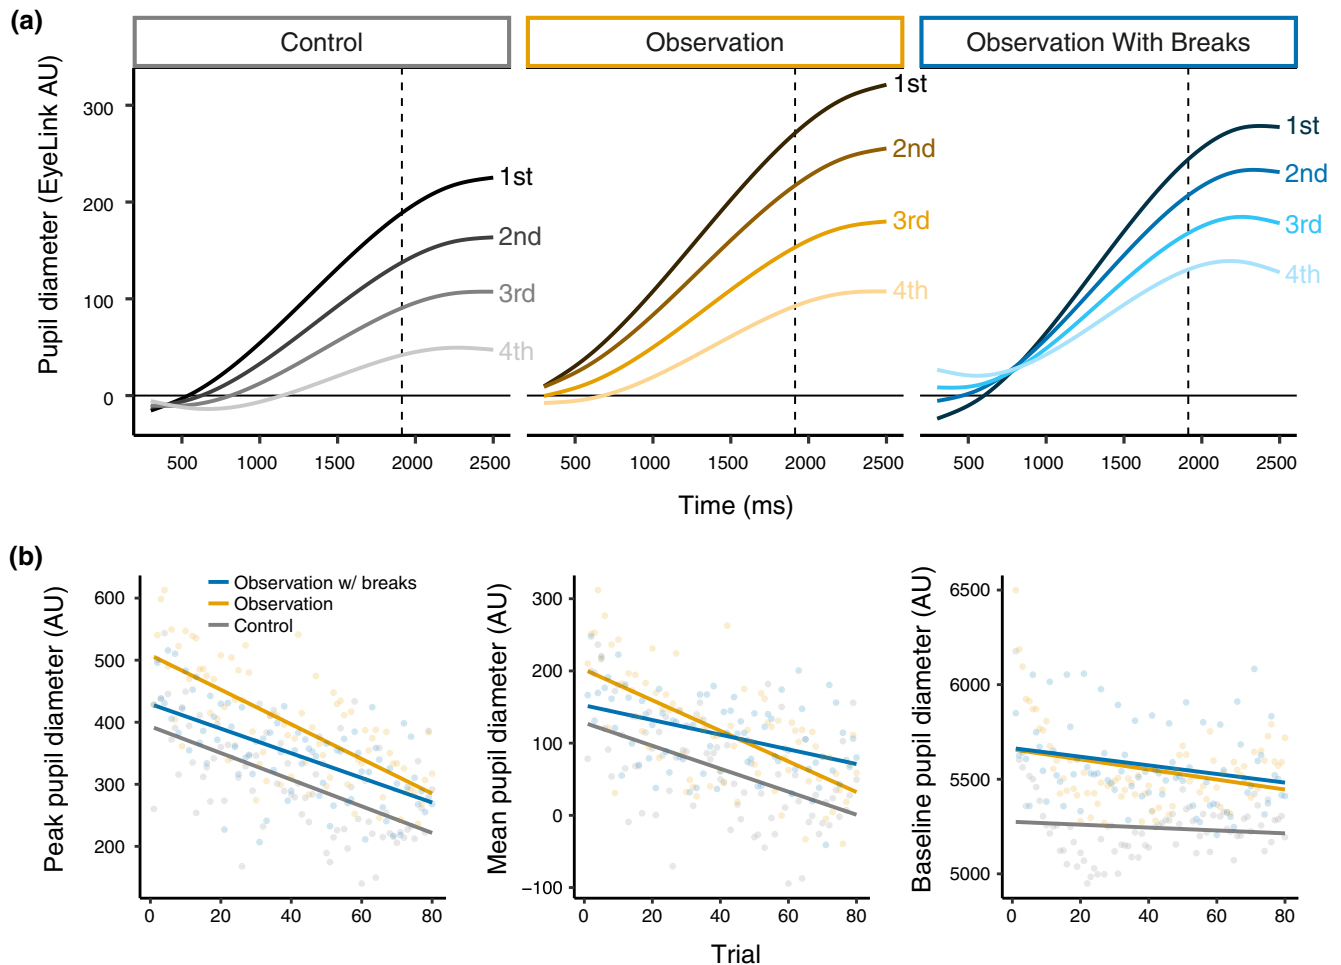 (a)
Control
Observation
Observation With Breaks
Pupil diameter (EyeLink AU)
300
200
100
0
1st
2nd
3rd
4th
1st
2nd
3rd
4th
1st
2nd
3rd
4th
500 1000 1500 2000 2500
500 1000 1500 2000 2500
500 1000 1500 2000 2500
Time (ms)
(b)
Peak pupil diameter (AU)
600
500
400
300
200
Observation w/ breaks
Observation
Control
0 20 40 60 80
Mean pupil diameter (AU)
300
200
100
0
−100
0 20 40 60 80
Baseline pupil diameter (AU)
6500
6000
5500
5000
0 20 40 60 80
Trial